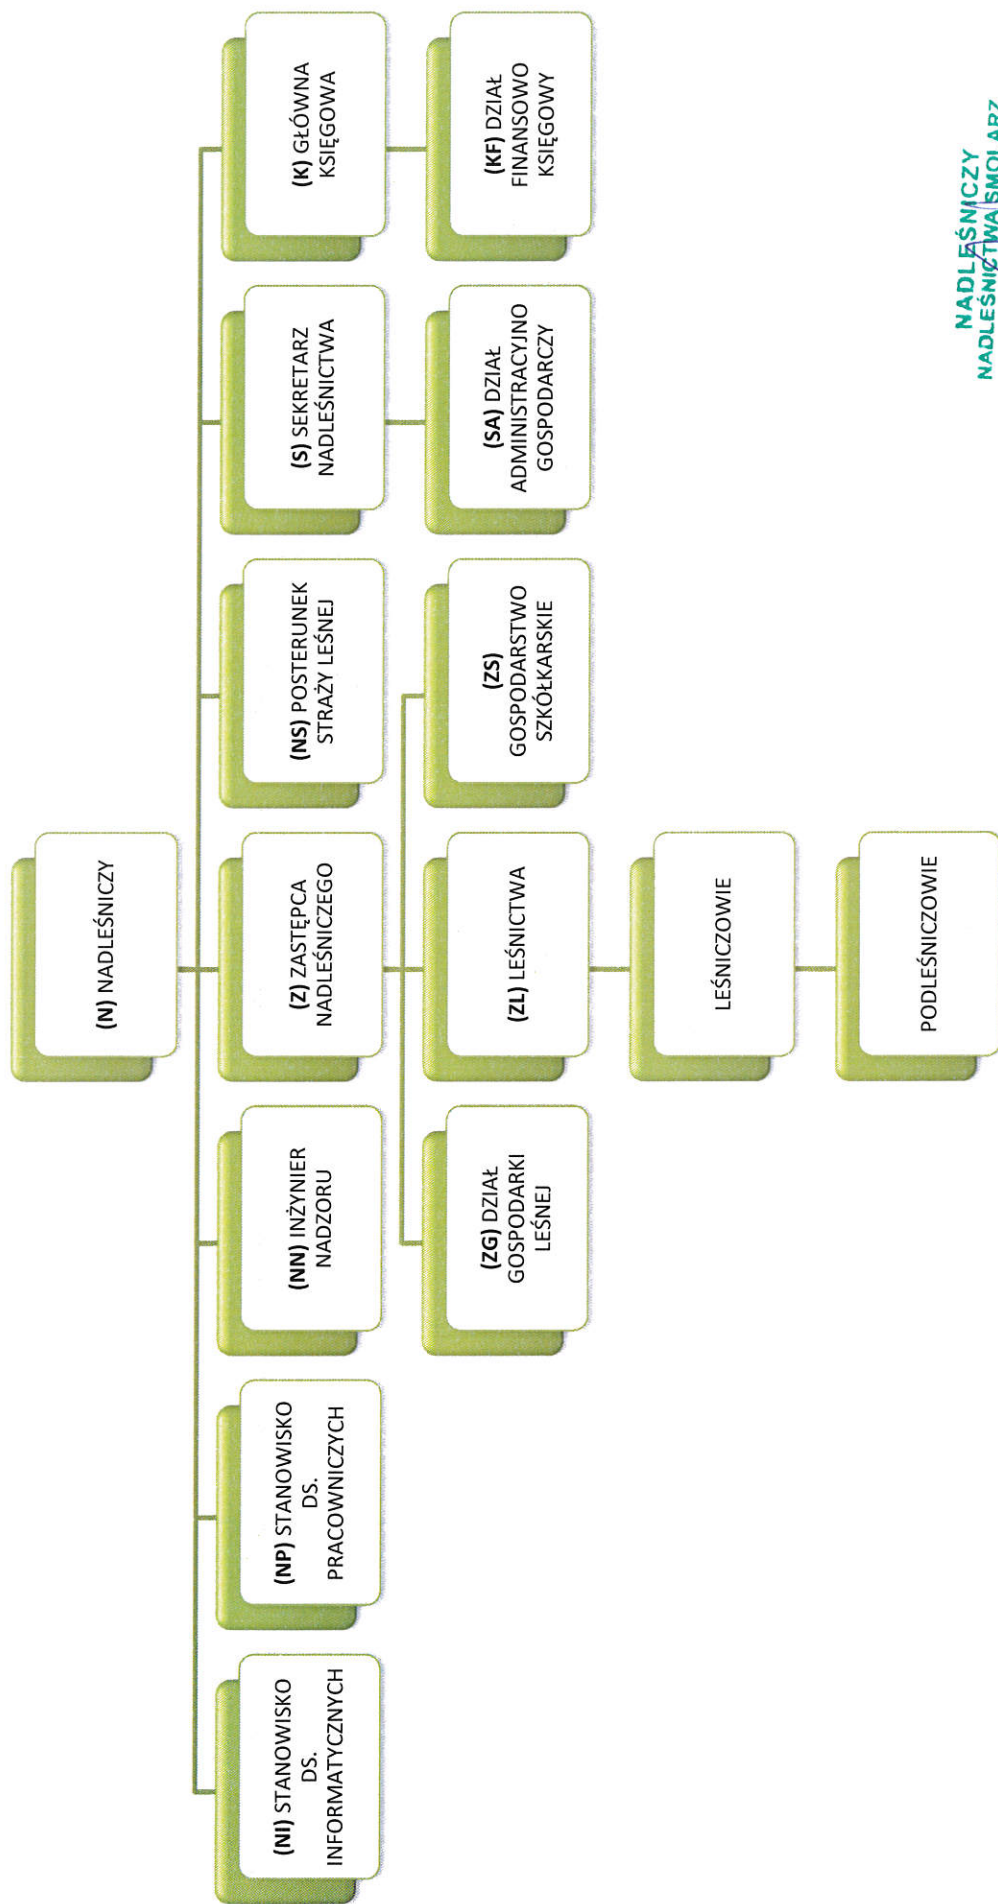 (N) NADLEŚNICZY
(NI) STANOWISKO
DS.
INFORMATYCZNYCH
(NP) STANOWISKO
DS.
PRACOWNICZYCH
(NN) INŻYNIER
NADZORU
(Z) ZASTĘPCA
NADLEŚNICZEGO
(NS) POSTERUNEK
STRAŻY LEŚNEJ
(S) SEKRETARZ
NADLEŚNICTWA
(K) GŁÓWNA
KSIĘGOWA
(ZG) DZIAŁ
GOSPODARKI
LEŚNEJ
(ZL) LEŚNICTWA
(ZS)
GOSPODARSTWO
SZKÓŁKARSKIE
(SA) DZIAŁ
ADMINISTRACYJNO
GOSPODARCZY
(KF) DZIAŁ
FINANSOWO
KSIĘGOWY
LEŚNICZOWIE
PODLEŚNICZOWIE
NADLEŚNICZY
NADLEŚNICTWA SMOLARZ